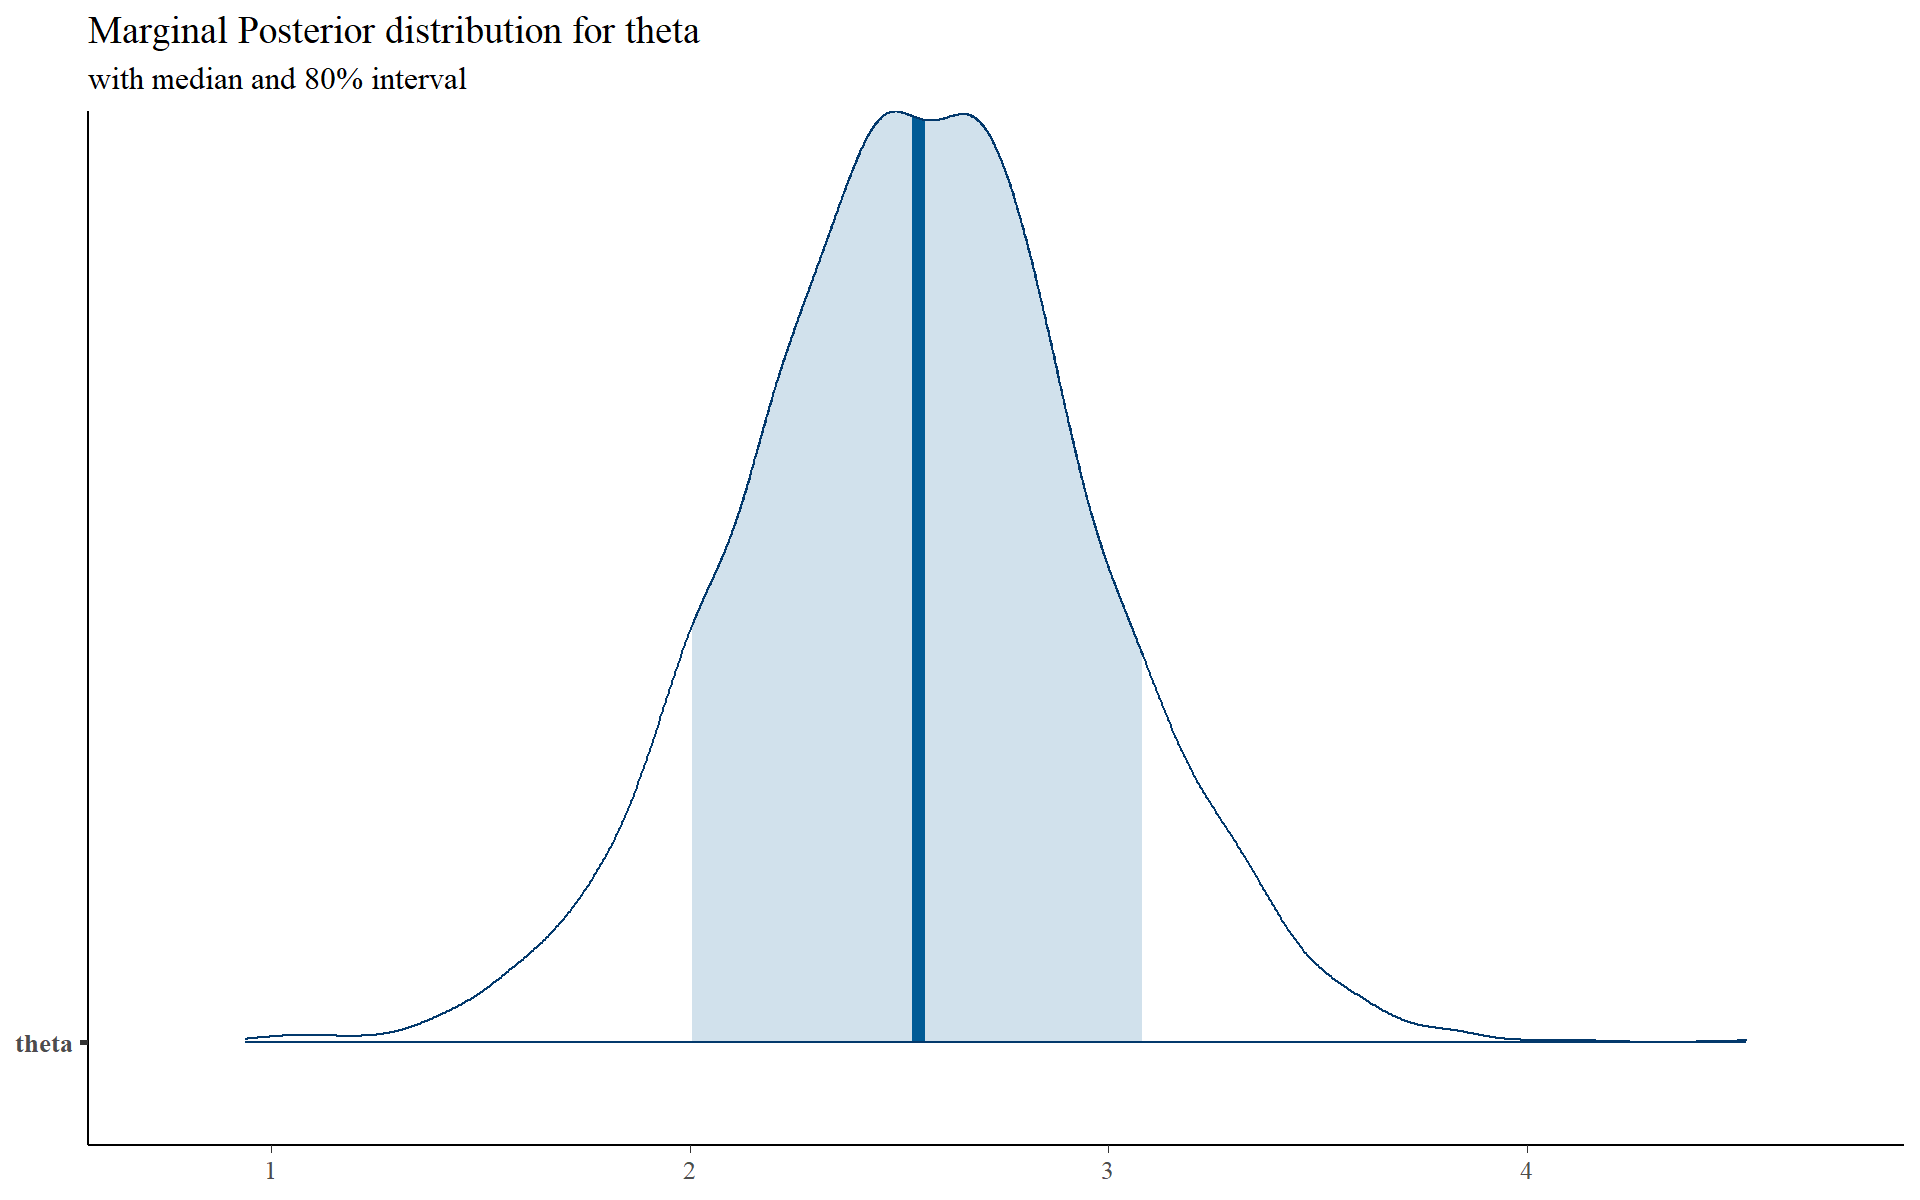 Marginal Posterior distribution for theta
with median and 80% interval
theta
1 2 3 4